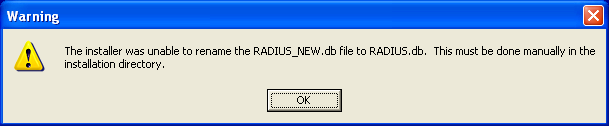 Warning
The installer was unable to rename the RADIUS_NEW.db file to RADIUS.db. This must be done manually in the
installation directory.
OK